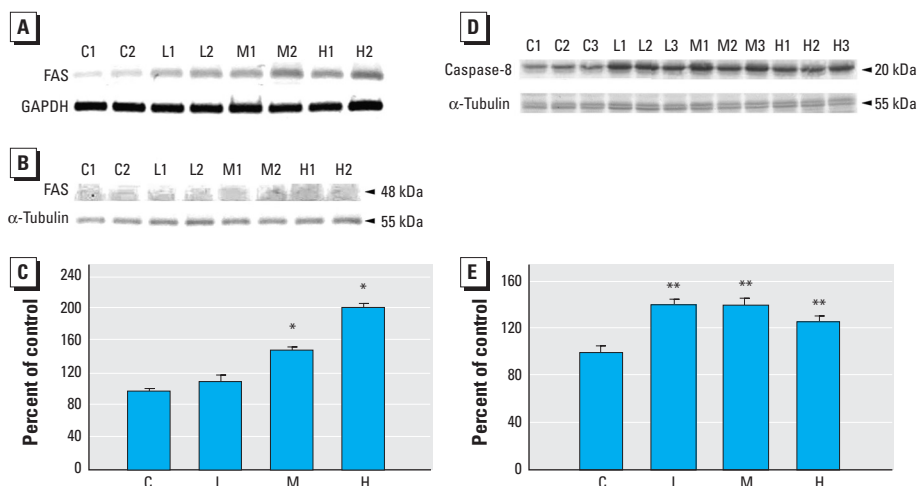 A
C1 C2 L1 L2 M1 M2 H1 H2
FAS
GAPDH
B
C1 C2 L1 L2 M1 M2 H1 H2
FAS 48 kDa
α-Tubulin 55 kDa
C
Percent of control
240
200
160
120
80
40
0
* *
C L M H
D
C1 C2 C3 L1 L2 L3 M1 M2 M3 H1 H2 H3
Caspase-8 20 kDa
α-Tubulin 55 kDa
E
Percent of control
160
120
80
40
0
** ** **
C L M H